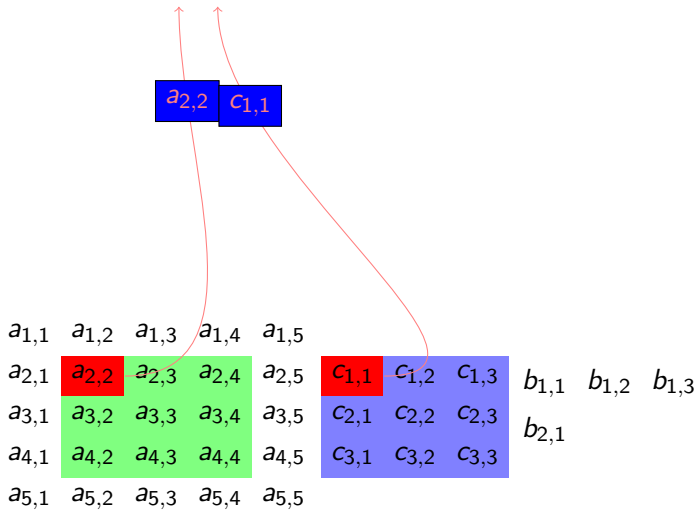 a2,2 c1,1
a1,1 a1,2 a1,3 a1,4 a1,5
a2,1 a2,2 a2,3 a2,4 a2,5 c1,1 c1,2 c1,3 b1,1 b1,2 b1,3
a3,1 a3,2 a3,3 a3,4 a3,5 c2,1 c2,2 c2,3 b2,1
a4,1 a4,2 a4,3 a4,4 a4,5 c3,1 c3,2 c3,3
a5,1 a5,2 a5,3 a5,4 a5,5